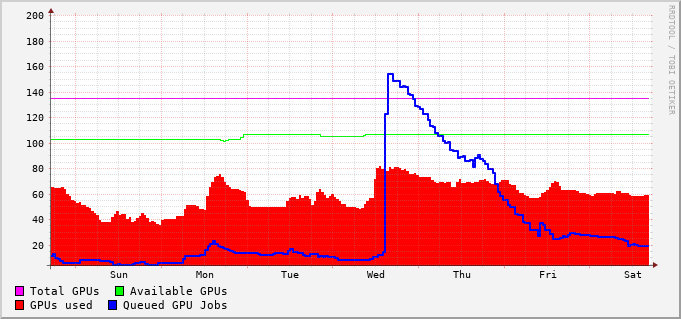 200
180
160
140
120
100
80
60
40
20
Sun Mon Tue Wed Thu Fri Sat
Total GPUs Available GPUs
GPUs used Queued GPU Jobs
RRDTOOL / TOBI OETIKER